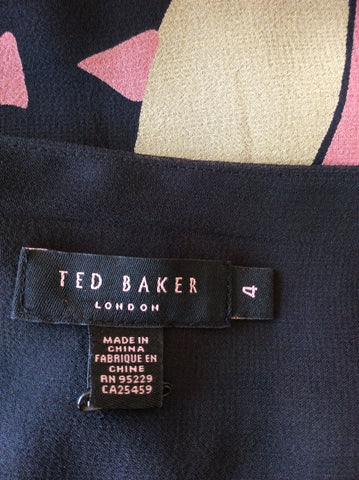 TED BAKER
LONDON
4
MADE IN
CHINA
FABRIQUE EN
CHINE
RN 95229
CA25459